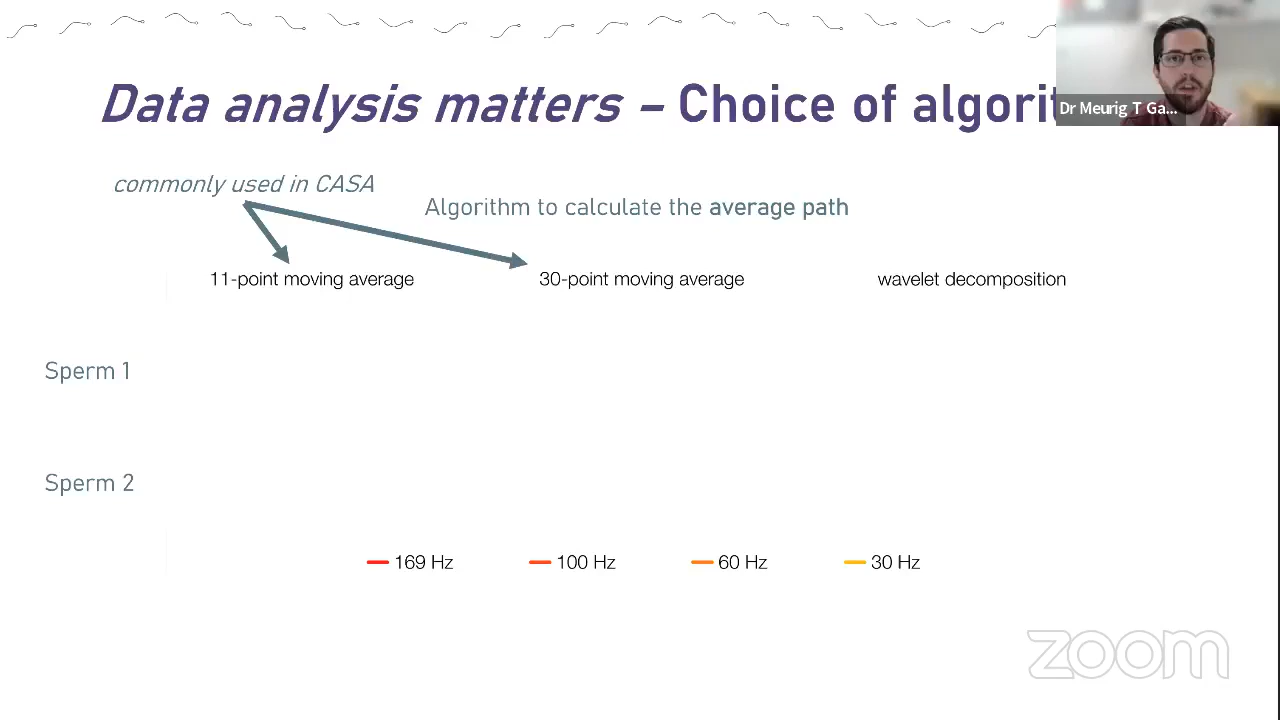 Data analysis matters – Choice of algorit
Dr Meurig T Ga...
commonly used in CASA
Algorithm to calculate the average path
11-point moving average
30-point moving average
wavelet decomposition
Sperm 1
Sperm 2
169 Hz
100 Hz
60 Hz
30 Hz
zoom